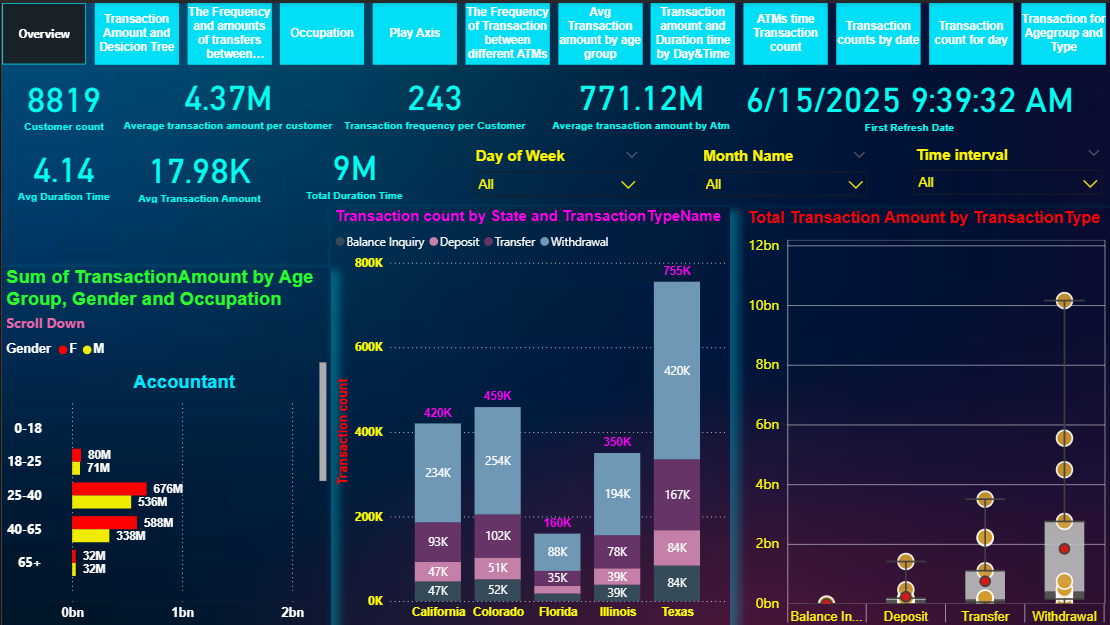 Overview
Transaction
Amount and
Desicion Tree
The Frequency
and amounts
of transfers
between...
Occupation
Play Axis
The Frequency
of Transaction
between
different ATMs
Avg
Transaction
amount by age
group
Transaction
amount and
Duration time
by Day&Time
ATMs time
Transaction
count
Transaction
counts by date
Transaction
count for day
Transaction for
Agegroup and
Type
8819
Customer count
4.37M
Average transaction amount per customer
243
Transaction frequency per Customer
771.12M
Average transaction amount by Atm
6/15/2025 9:39:32 AM
First Refresh Date
4.14
Avg Duration Time
17.98K
Avg Transaction Amount
9M
Total Duration Time
Day of Week
All
Month Name
All
Time interval
All
Sum of TransactionAmount by Age
Group, Gender and Occupation
Scroll Down
Gender F M
Accountant
0-18
18-25
80M
71M
25-40
676M
536M
40-65
588M
338M
65+
32M
32M
0bn 1bn 2bn
Transaction count by State and TransactionTypeName
Balance Inquiry Deposit Transfer Withdrawal
Transaction count
800K
600K
400K
200K
0K
420K
234K
93K
47K
47K
California
459K
254K
102K
51K
52K
Colorado
160K
88K
35K
Florida
350K
194K
78K
39K
39K
Illinois
755K
420K
167K
84K
84K
Texas
Total Transaction Amount by TransactionType
12bn
10bn
8bn
6bn
4bn
2bn
0bn
Balance In... Deposit Transfer Withdrawal